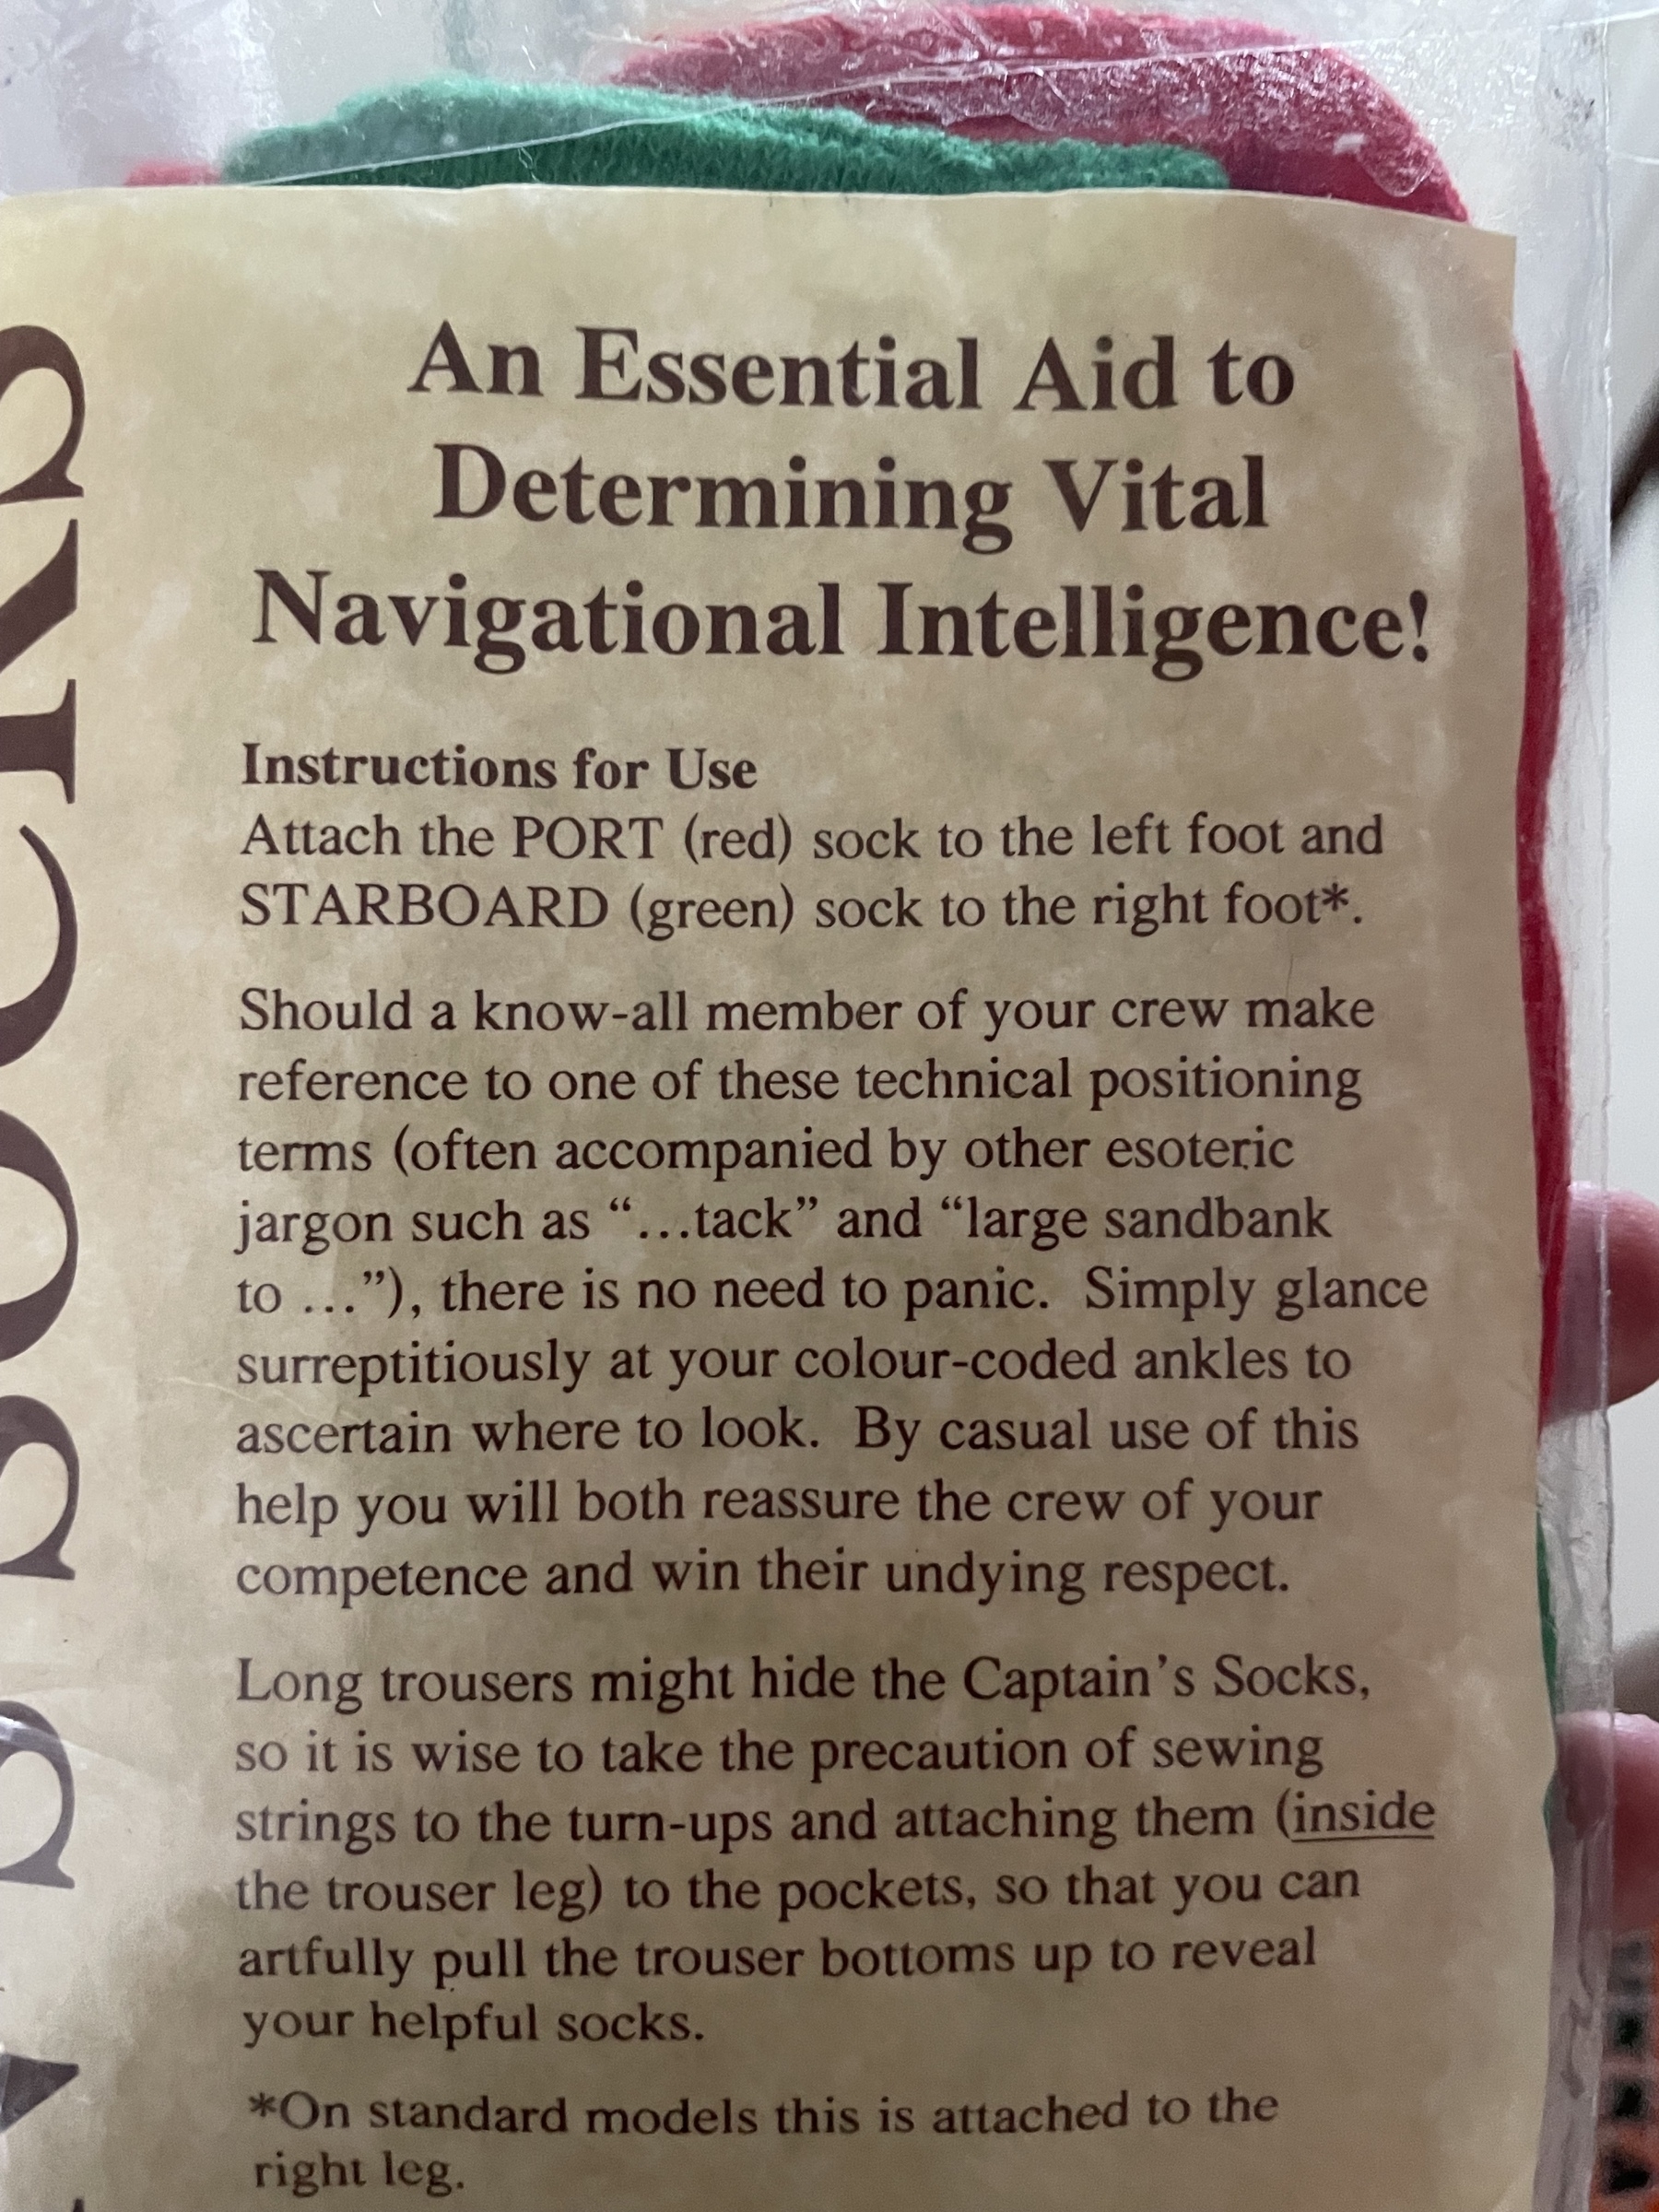 An Essential Aid to
Determining Vital
Navigational Intelligence!
Instructions for Use
Attach the PORT (red) sock to the left foot and
STARBOARD (green) sock to the right foot*.
Should a know-all member of your crew make
reference to one of these technical positioning
terms (often accompanied by other esoteric
jargon such as “...tack” and “large sandbank
to ...”), there is no need to panic.  Simply glance
surreptitiously at your colour-coded ankles to
ascertain where to look.  By casual use of this
help you will both reassure the crew of your
competence and win their undying respect.
Long trousers might hide the Captain’s Socks,
so it is wise to take the precaution of sewing
strings to the turn-ups and attaching them (inside
the trouser leg) to the pockets, so that you can
artfully pull the trouser bottoms up to reveal
your helpful socks.
*On standard models this is attached to the
right leg.
SOCKS